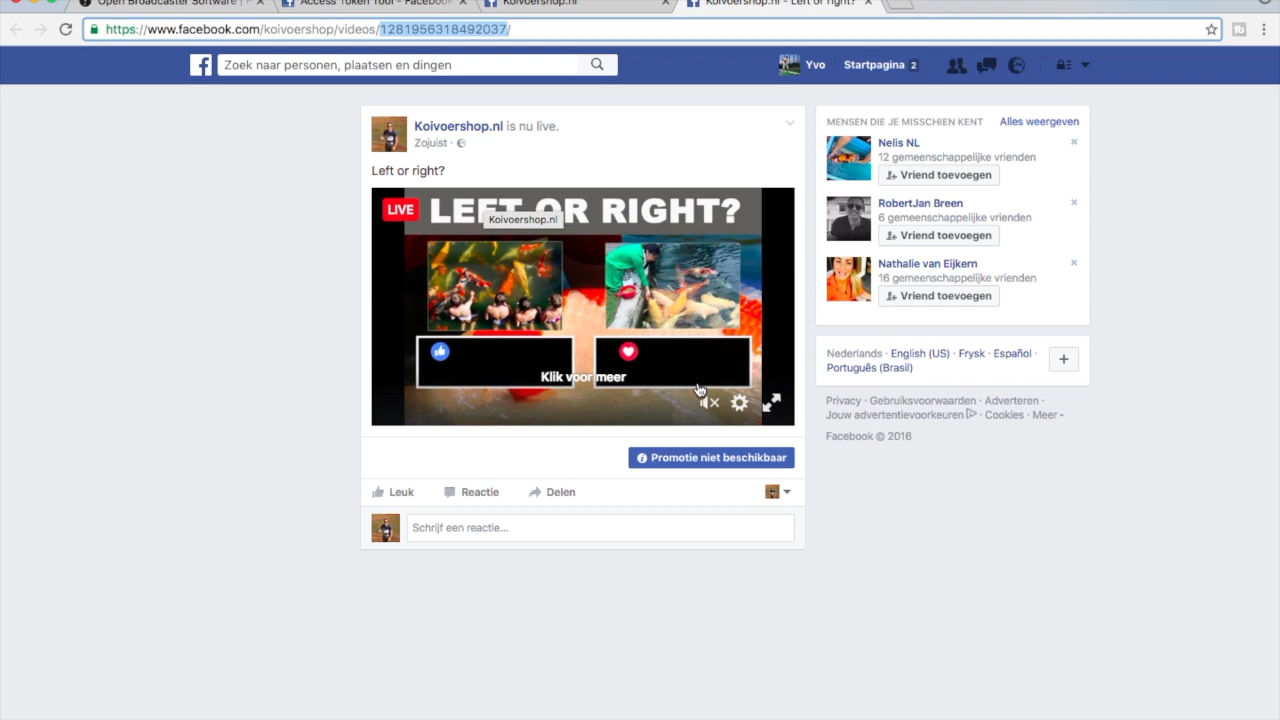 Open Broadcaster Software
Access Token Tool - Facebook
Koivoershop.nl
Koivoershop.nl - Left or right?
https://www.facebook.com/koivoershop/videos/1281956318492037/
Zoek naar personen, plaatsen en dingen
Yvo
Startpagina 2
Koivoershop.nl is nu live.
Zojuist ·
Left or right?
LIVE
LEFT OR RIGHT?
Koivoershop.nl
Klik voor meer
Promotie niet beschikbaar
Leuk
Reactie
Delen
Schrijf een reactie...
MENSEN DIE JE MISSCHIEN KENT
Alles weergeven
Nelis NL
12 gemeenschappelijke vrienden
Vriend toevoegen
RobertJan Breen
6 gemeenschappelijke vrienden
Vriend toevoegen
Nathalie van Eijkern
16 gemeenschappelijke vrienden
Vriend toevoegen
Nederlands · English (US) · Frysk · Español ·
Português (Brasil)
Privacy · Gebruiksvoorwaarden · Adverteren ·
Jouw advertentievoorkeuren · Cookies · Meer
Facebook © 2016